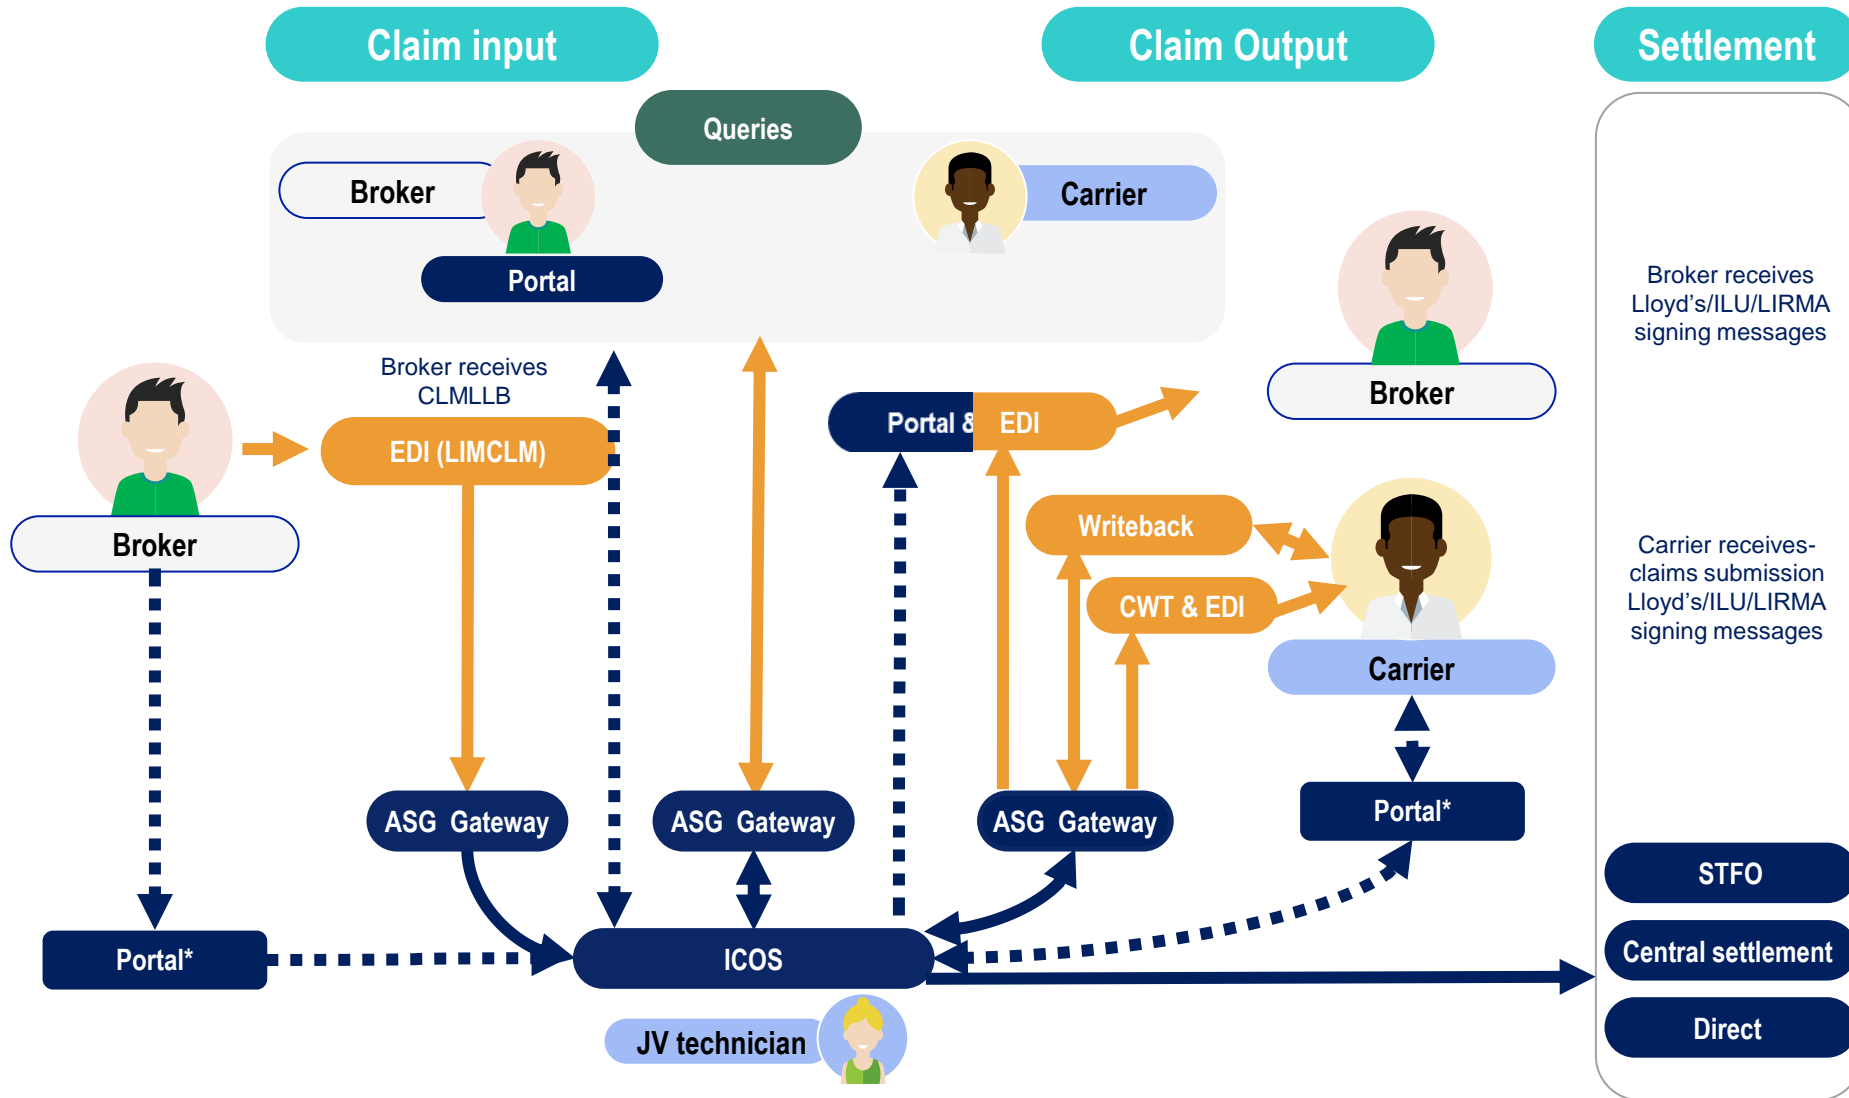 Claim input
Claim Output
Settlement
Queries
Broker
Carrier
Portal
Broker receives
Lloyd's/ILU/LIRMA
signing messages
Broker receives
CLMLLB
Broker
Portal &
EDI
EDI (LIMCLM)
Writeback
Broker
CWT & EDI
Carrier receives-
claims submission
Lloyd's/ILU/LIRMA
signing messages
Carrier
ASG  Gateway
ASG  Gateway
ASG  Gateway
Portal*
STFO
Portal*
ICOS
Central settlement
Direct
JV technician